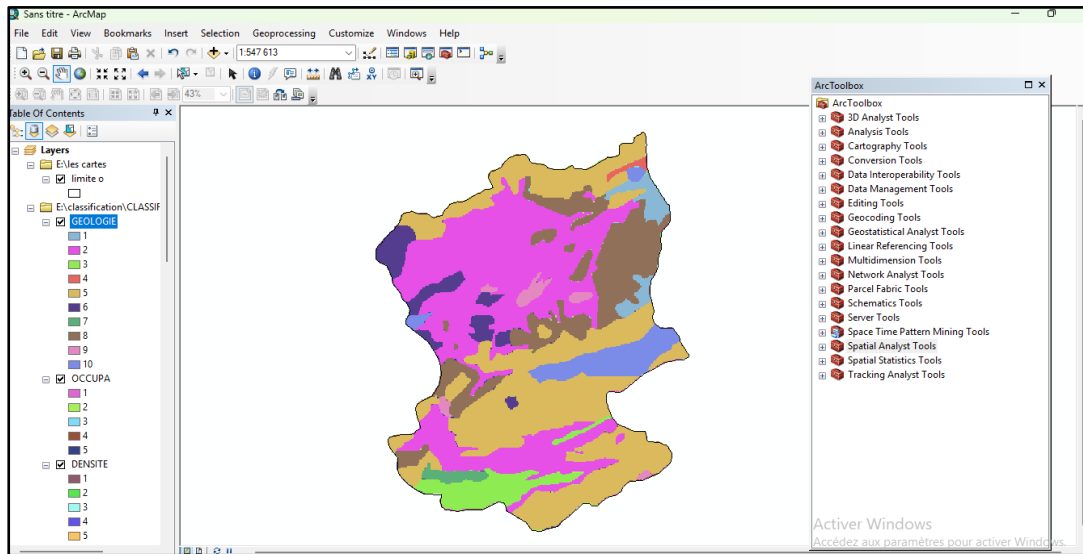 Sans titre - ArcMap
File Edit View Bookmarks Insert Selection Geoprocessing Customize Windows Help
1:547 613
43%
Table Of Contents
Layers
E:\les cartes
limite o
E:\classification\CLASSIF
GEOLOGIE
1
2
3
4
5
6
7
8
9
10
OCCUPA
1
2
3
4
5
DENSITE
1
2
3
4
5
ArcToolbox
ArcToolbox
3D Analyst Tools
Analysis Tools
Cartography Tools
Conversion Tools
Data Interoperability Tools
Data Management Tools
Editing Tools
Geocoding Tools
Geostatistical Analyst Tools
Linear Referencing Tools
Multidimension Tools
Network Analyst Tools
Parcel Fabric Tools
Schematics Tools
Server Tools
Space Time Pattern Mining Tools
Spatial Analyst Tools
Spatial Statistics Tools
Tracking Analyst Tools
Activer Windows
Accédez aux paramètres pour activer Windows.